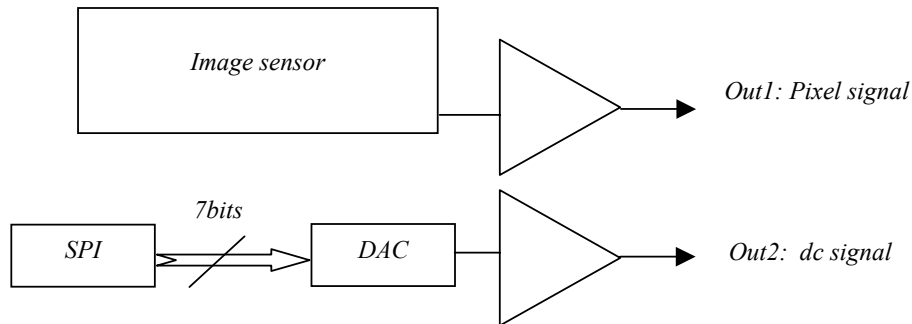 Image sensor
Out1: Pixel signal
7bits
SPI
DAC
Out2: dc signal